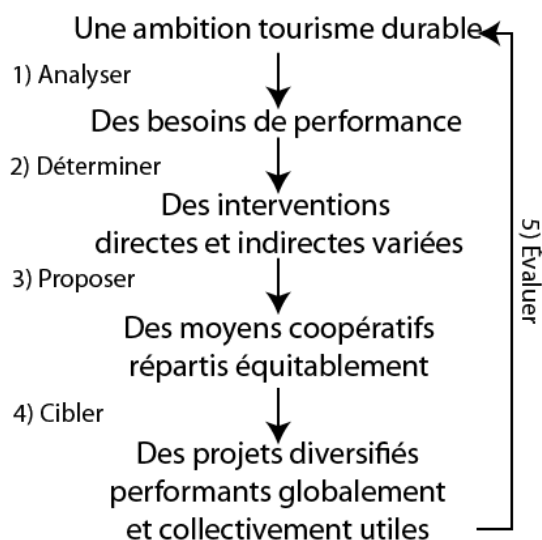 Une ambition tourisme durable
1) Analyser
Des besoins de performance
2) Déterminer
Des interventions
directes et indirectes variées
3) Proposer
Des moyens coopératifs
répartis équitablement
4) Cibler
Des projets diversifiés
performants globalement
et collectivement utiles
5) Évaluer